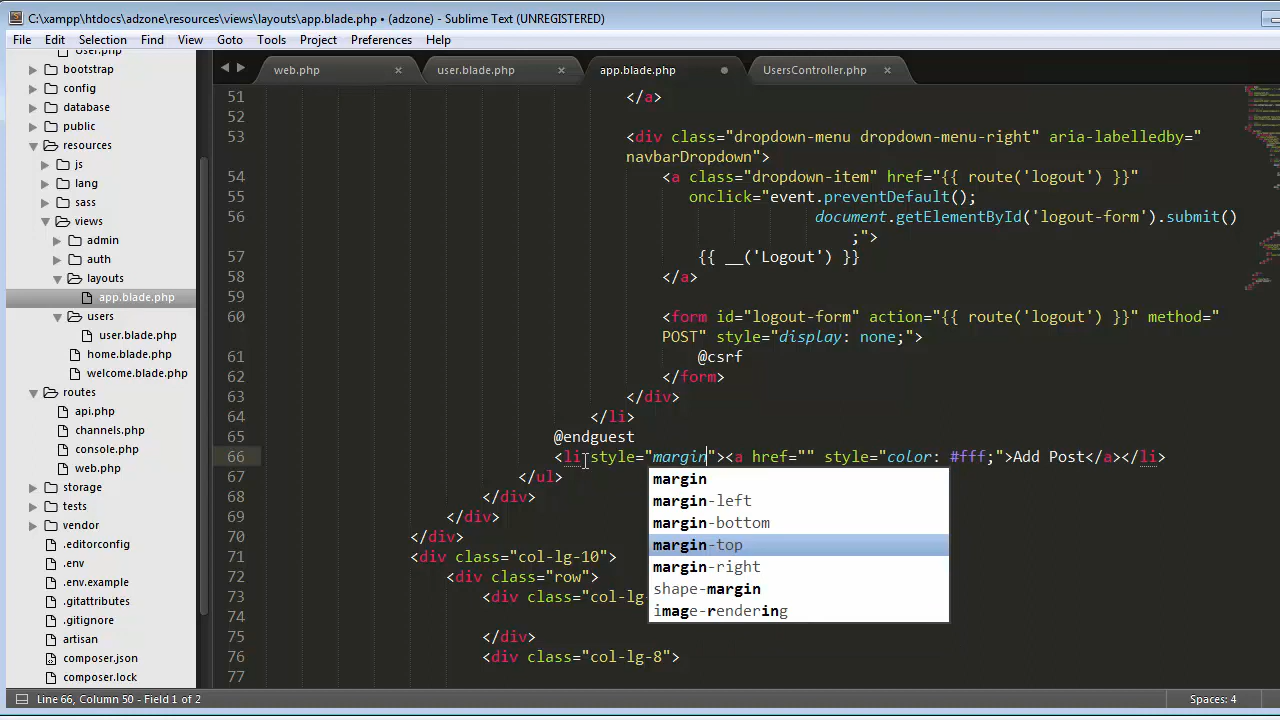 C:\xampp\htdocs\adzone\resources\views\layouts\app.blade.php • (adzone) - Sublime Text (UNREGISTERED)
File Edit Selection Find View Goto Tools Project Preferences Help
User.php
bootstrap
config
database
public
resources
js
lang
sass
views
admin
auth
layouts
app.blade.php
users
user.blade.php
home.blade.php
welcome.blade.php
routes
api.php
channels.php
console.php
web.php
storage
tests
vendor
.editorconfig
.env
.env.example
.gitattributes
.gitignore
artisan
composer.json
composer.lock
web.php user.blade.php app.blade.php UsersController.php
51 </a>
52
53 <div class="dropdown-menu dropdown-menu-right" aria-labelledby="
navbarDropdown">
54 <a class="dropdown-item" href="{{ route('logout') }}"
55 onclick="event.preventDefault();
56 document.getElementById('logout-form').submit()
;">
57 {{ __('Logout') }}
58 </a>
59
60 <form id="logout-form" action="{{ route('logout') }}" method="
POST" style="display: none;">
61 @csrf
62 </form>
63 </div>
64 </li>
65 @endguest
66 <li style="margin"><a href="" style="color: #fff;">Add Post</a></li>
67 </ul>
68 </div>
69 </div>
70 </div>
71 <div class="col-lg-10">
72 <div class="row">
73 <div class="col-lg-
74
75 </div>
76 <div class="col-lg-8">
77
margin
margin-left
margin-bottom
margin-top
margin-right
shape-margin
image-rendering
Line 66, Column 50 - Field 1 of 2 Spaces: 4